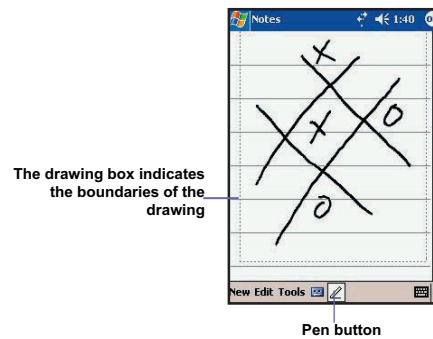 Notes 1:40
X
O
X
The drawing box indicates
the boundaries of the
drawing
O
New Edit Tools
Pen button